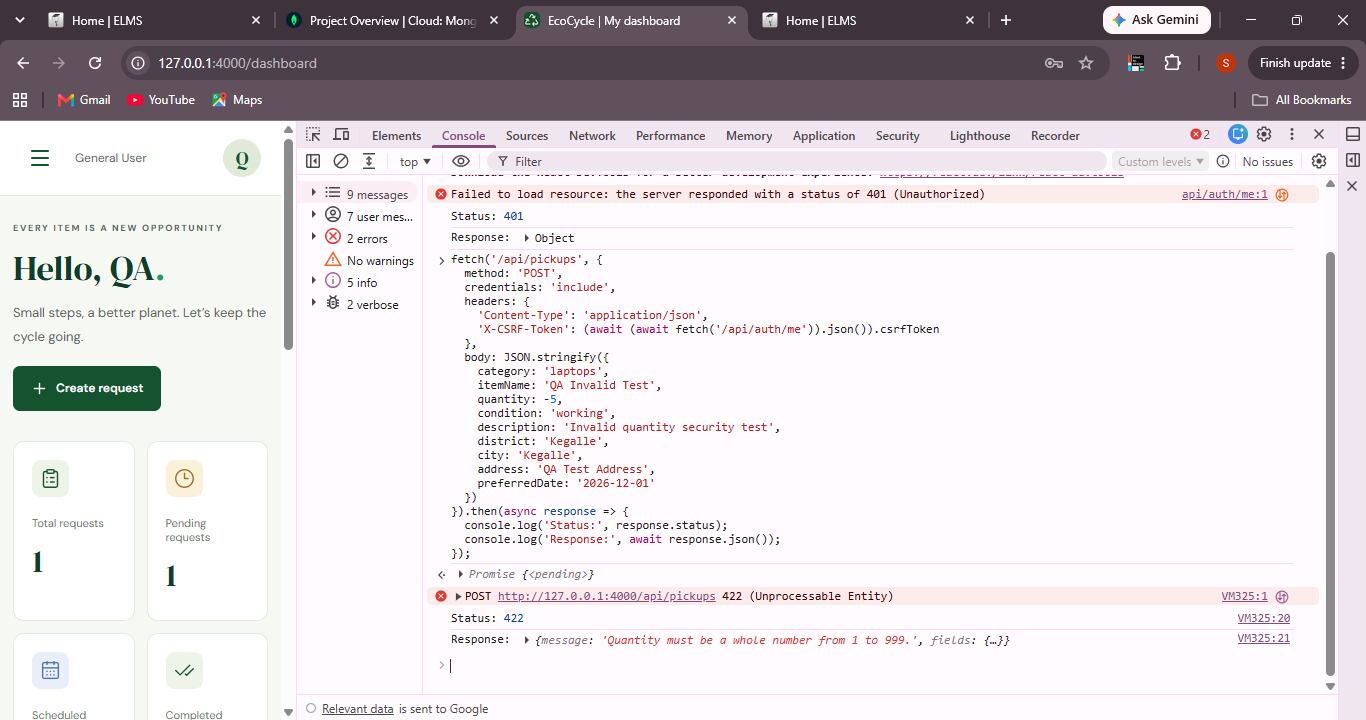 Home | ELMS
Project Overview | Cloud: Mong
EcoCycle | My dashboard
Home | ELMS
Ask Gemini
127.0.0.1:4000/dashboard
S
Finish update
Gmail
YouTube
Maps
All Bookmarks
General User
Q
EVERY ITEM IS A NEW OPPORTUNITY
Hello, QA.
Small steps, a better planet. Let's keep the
cycle going.
+ Create request
Total requests
1
Pending
requests
1
Scheduled
Completed
Elements
Console
Sources
Network
Performance
Memory
Application
Security
Lighthouse
Recorder
2
top
Filter
Custom levels
No issues
9 messages
7 user mes...
2 errors
No warnings
5 info
2 verbose
Failed to load resource: the server responded with a status of 401 (Unauthorized) api/auth/me:1
Status: 401
Response: Object
fetch('/api/pickups', {
method: 'POST',
credentials: 'include',
headers: {
'Content-Type': 'application/json',
'X-CSRF-Token': (await (await fetch('/api/auth/me')).json()).csrfToken
},
body: JSON.stringify({
category: 'laptops',
itemName: 'QA Invalid Test',
quantity: -5,
condition: 'working',
description: 'Invalid quantity security test',
district: 'Kegalle',
city: 'Kegalle',
address: 'QA Test Address',
preferredDate: '2026-12-01'
})
}).then(async response => {
console.log('Status:', response.status);
console.log('Response:', await response.json());
});
Promise {<pending>}
POST http://127.0.0.1:4000/api/pickups 422 (Unprocessable Entity) VM325:1
Status: 422 VM325:20
Response: {message: 'Quantity must be a whole number from 1 to 999.', fields: {…}} VM325:21
Relevant data is sent to Google